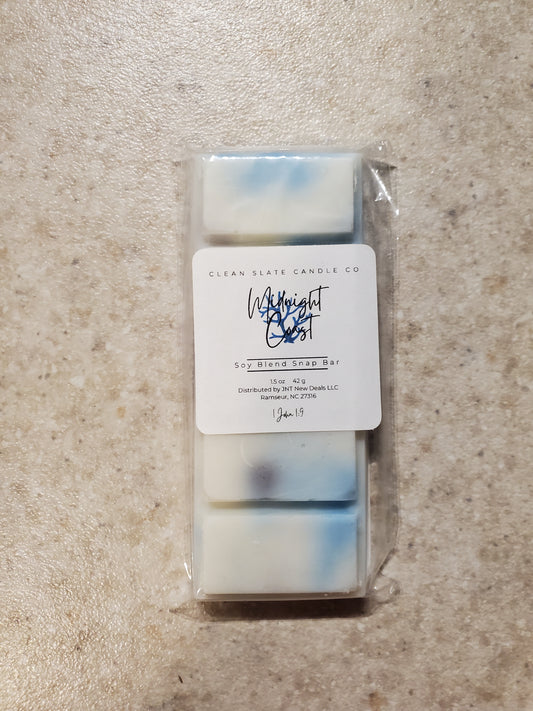 CLEAN SLATE CANDLE CO
Midnight
Coast
Soy Blend Snap Bar
1.5 oz 42 g
Distributed by JNT New Deals LLC
Ramseur, NC 27316
1 John 1:9